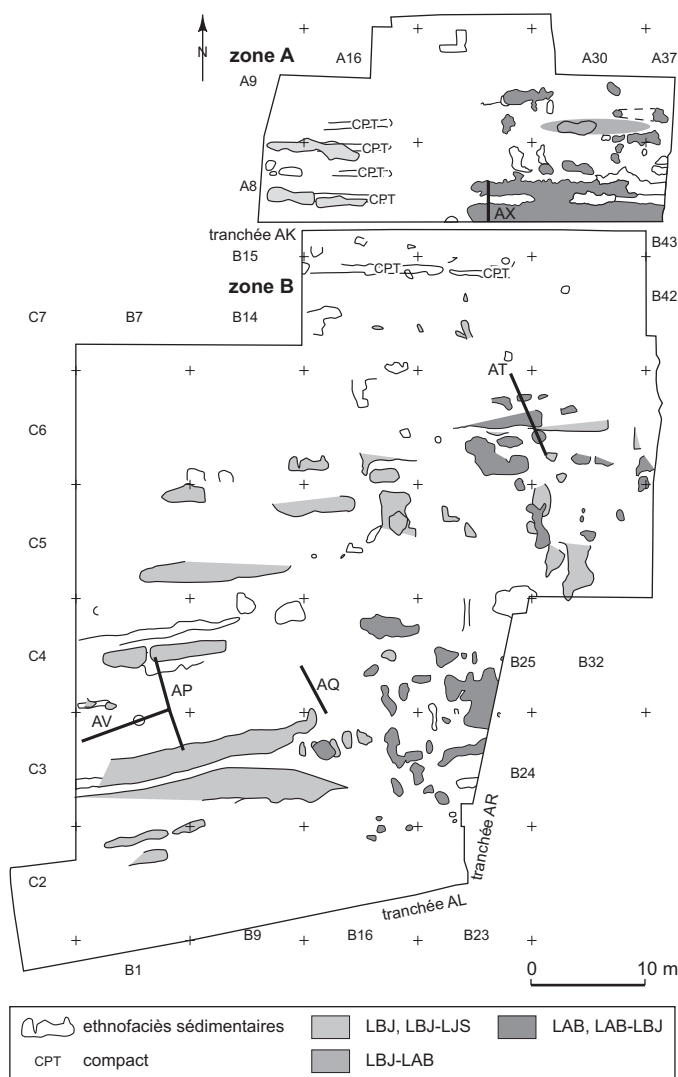 N
zone A
A16
A30
A37
A9
CPT
CPT
CPT
A8
CPT
AX
tranchée AK
B15
B43
zone B
CPT
CPT
B42
C7
B7
B14
AT
C6
C5
C4
B25
B32
AP
AQ
AV
C3
B24
tranchée AR
C2
tranchée AL
B9
B16
B23
B1
0
10 m
ethnofaciès sédimentaires
LBJ, LBJ-LJS
LAB, LAB-LBJ
CPT
compact
LBJ-LAB